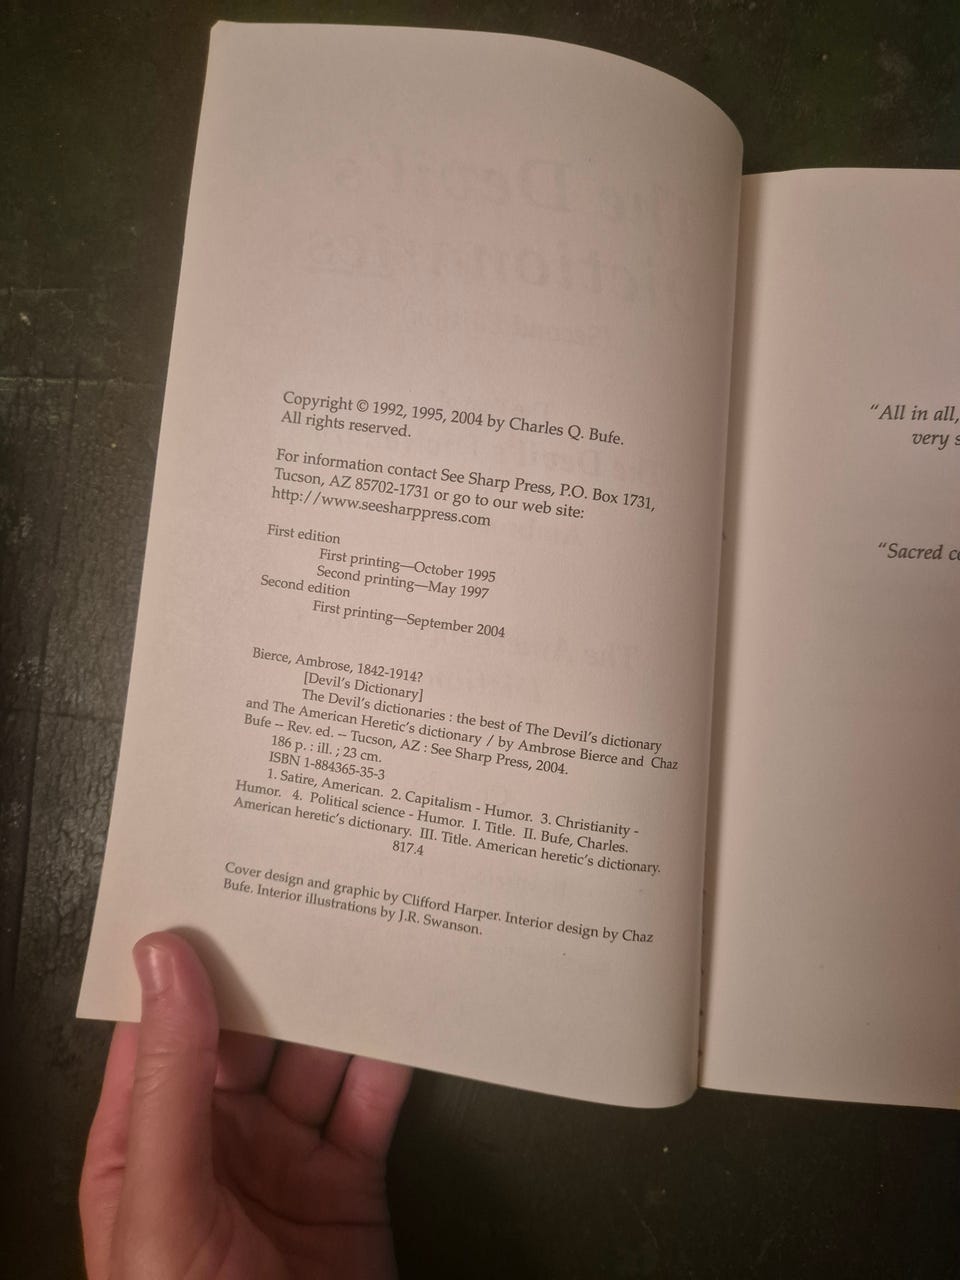 Copyright © 1992, 1995, 2004 by Charles Q. Bufe.
All rights reserved.
For information contact See Sharp Press, P.O. Box 1731,
Tucson, AZ 85702-1731 or go to our web site:
http://www.seesharppress.com
First edition
First printing—October 1995
Second printing—May 1997
Second edition
First printing—September 2004
Bierce, Ambrose, 1842-1914?
[Devil's Dictionary]
The Devil's dictionaries : the best of The Devil's dictionary
and The American Heretic's dictionary / by Ambrose Bierce and Chaz
Bufe -- Rev. ed. -- Tucson, AZ : See Sharp Press, 2004.
186 p. : ill. ; 23 cm.
ISBN 1-884365-35-3
1. Satire, American. 2. Capitalism - Humor. 3. Christianity -
Humor. 4. Political science - Humor. I. Title. II. Bufe, Charles.
American heretic's dictionary. III. Title. American heretic's dictionary.
817.4
Cover design and graphic by Clifford Harper. Interior design by Chaz
Bufe. Interior illustrations by J.R. Swanson.
"All in all,
very
"Sacred